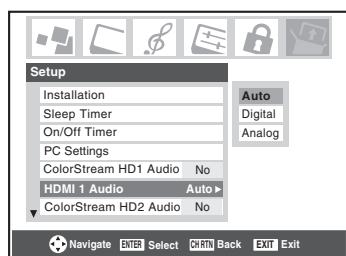 Setup
Installation
Sleep Timer
On/Off Timer
PC Settings
ColorStream HD1 Audio No
HDMI 1 Audio Auto
ColorStream HD2 Audio No
Auto
Digital
Analog
Navigate ENTER Select CH RTN Back EXIT Exit